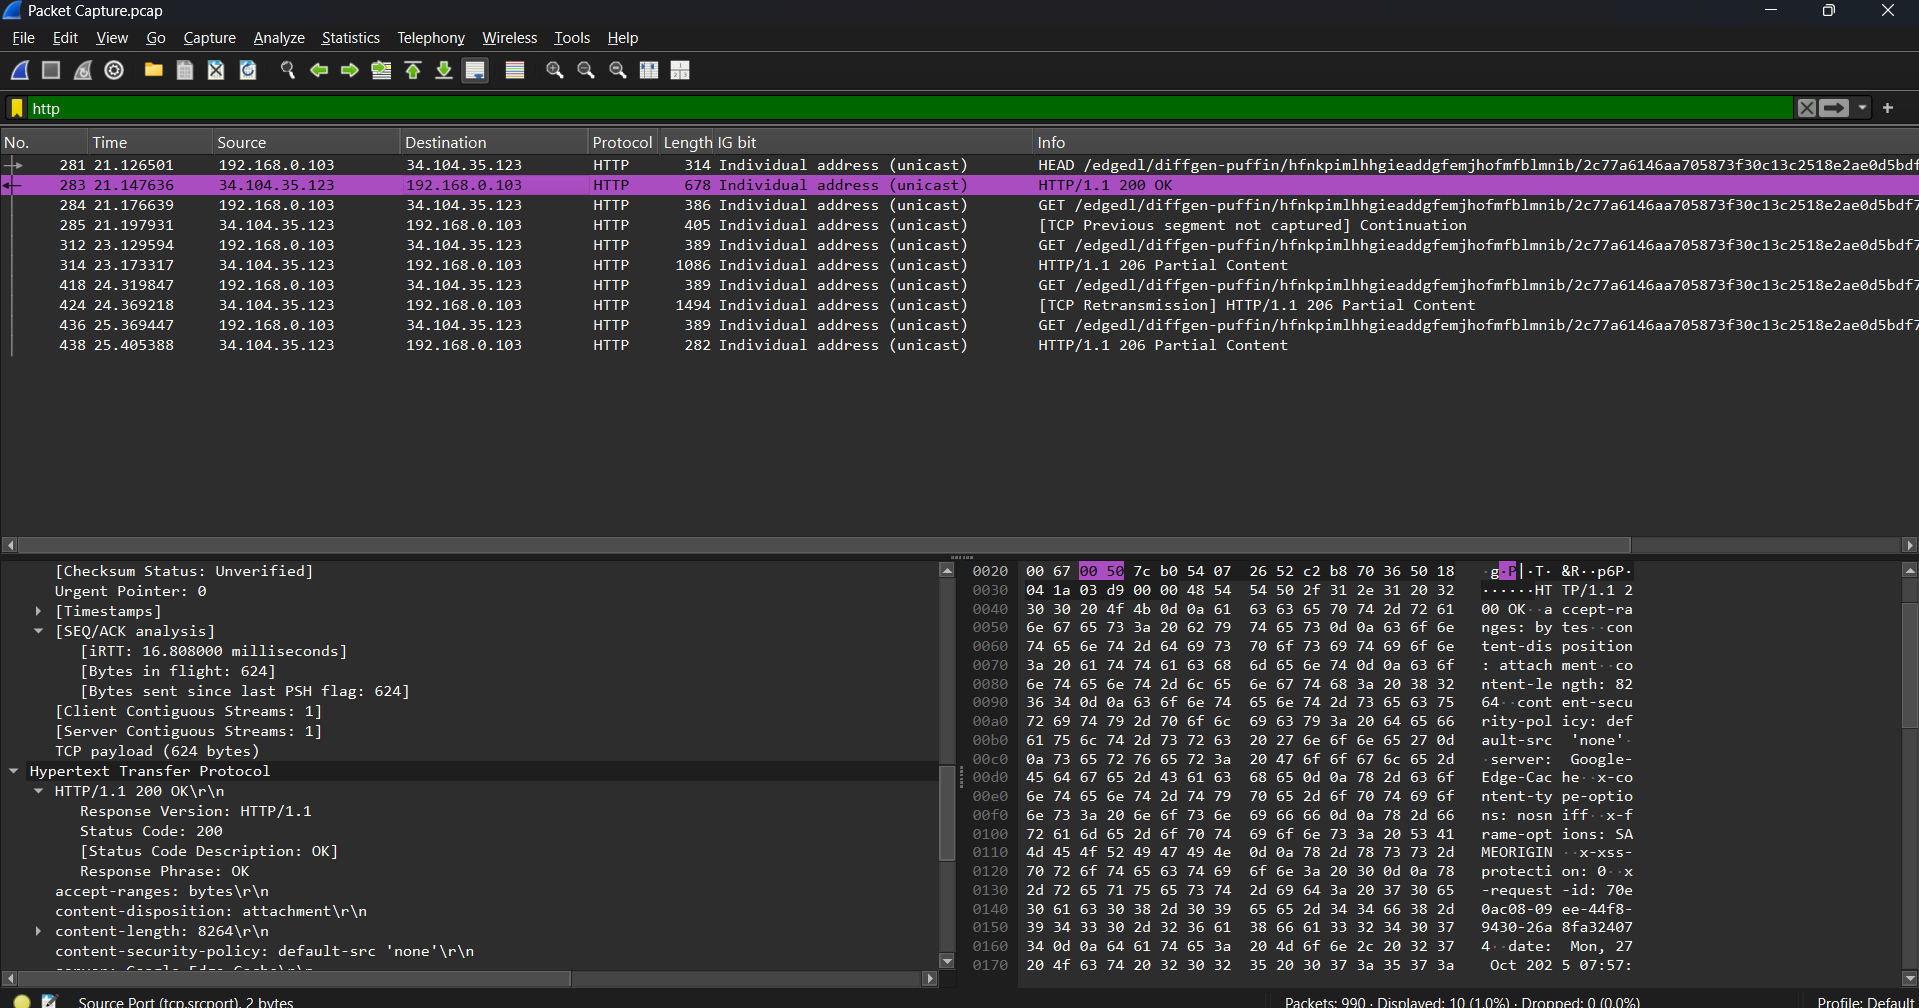 Packet Capture.pcap
File Edit View Go Capture Analyze Statistics Telephony Wireless Tools Help
http
No. Time Source Destination Protocol Length IG bit Info
281 21.126501 192.168.0.103 34.104.35.123 HTTP 314 Individual address (unicast) HEAD /edgedl/diffgen-puffin/hfnkpimlhhgieaddgfemjhofmfblmnib/2c77a6146aa705873f30c13c2518e2ae0d5bdf
283 21.147636 34.104.35.123 192.168.0.103 HTTP 678 Individual address (unicast) HTTP/1.1 200 OK
284 21.176639 192.168.0.103 34.104.35.123 HTTP 386 Individual address (unicast) GET /edgedl/diffgen-puffin/hfnkpimlhhgieaddgfemjhofmfblmnib/2c77a6146aa705873f30c13c2518e2ae0d5bdf7
285 21.197931 34.104.35.123 192.168.0.103 HTTP 405 Individual address (unicast) [TCP Previous segment not captured] Continuation
312 23.129594 192.168.0.103 34.104.35.123 HTTP 389 Individual address (unicast) GET /edgedl/diffgen-puffin/hfnkpimlhhgieaddgfemjhofmfblmnib/2c77a6146aa705873f30c13c2518e2ae0d5bdf7
314 23.173317 34.104.35.123 192.168.0.103 HTTP 1086 Individual address (unicast) HTTP/1.1 206 Partial Content
418 24.319847 192.168.0.103 34.104.35.123 HTTP 389 Individual address (unicast) GET /edgedl/diffgen-puffin/hfnkpimlhhgieaddgfemjhofmfblmnib/2c77a6146aa705873f30c13c2518e2ae0d5bdf7
424 24.369218 34.104.35.123 192.168.0.103 HTTP 1494 Individual address (unicast) [TCP Retransmission] HTTP/1.1 206 Partial Content
436 25.369447 192.168.0.103 34.104.35.123 HTTP 389 Individual address (unicast) GET /edgedl/diffgen-puffin/hfnkpimlhhgieaddgfemjhofmfblmnib/2c77a6146aa705873f30c13c2518e2ae0d5bdf7
438 25.405388 34.104.35.123 192.168.0.103 HTTP 282 Individual address (unicast) HTTP/1.1 206 Partial Content
[Checksum Status: Unverified]
Urgent Pointer: 0
[Timestamps]
[SEQ/ACK analysis]
[iRTT: 16.808000 milliseconds]
[Bytes in flight: 624]
[Bytes sent since last PSH flag: 624]
[Client Contiguous Streams: 1]
[Server Contiguous Streams: 1]
TCP payload (624 bytes)
Hypertext Transfer Protocol
HTTP/1.1 200 OK\r\n
Response Version: HTTP/1.1
Status Code: 200
[Status Code Description: OK]
Response Phrase: OK
accept-ranges: bytes\r\n
content-disposition: attachment\r\n
content-length: 8264\r\n
content-security-policy: default-src 'none'\r\n
server: Google-Edge-Cache\r\n
0020 00 67 00 50 7c b0 54 07 26 52 c2 b8 70 36 50 18 ·g·P|·T· &R··p6P·
0030 04 1a 03 d9 00 00 48 54 54 50 2f 31 2e 31 20 32 ······HT TP/1.1 2
0040 30 30 20 4f 4b 0d 0a 61 63 63 65 70 74 2d 72 61 00 OK··a ccept-ra
0050 6e 67 65 73 3a 20 62 79 74 65 73 0d 0a 63 6f 6e nges: by tes··con
0060 74 65 6e 74 2d 64 69 73 70 6f 73 69 74 69 6f 6e tent-dis position
0070 3a 20 61 74 74 61 63 68 6d 65 6e 74 0d 0a 63 6f : attach ment··co
0080 6e 74 65 6e 74 2d 6c 65 6e 67 74 68 3a 20 38 32 ntent-le ngth: 82
0090 36 34 0d 0a 63 6f 6e 74 65 6e 74 2d 73 65 63 75 64··cont ent-secu
00a0 72 69 74 79 2d 70 6f 6c 69 63 79 3a 20 64 65 66 rity-pol icy: def
00b0 61 75 6c 74 2d 73 72 63 20 27 6e 6f 6e 65 27 0d ault-src 'none'·
00c0 0a 73 65 72 76 65 72 3a 20 47 6f 6f 67 6c 65 2d ·server: Google-
00d0 45 64 67 65 2d 43 61 63 68 65 0d 0a 78 2d 63 6f Edge-Cac he··x-co
00e0 6e 74 65 6e 74 2d 74 79 70 65 2d 6f 70 74 69 6f ntent-ty pe-optio
00f0 6e 73 3a 20 6e 6f 73 6e 69 66 66 0d 0a 78 2d 66 ns: nosn iff··x-f
0100 72 61 6d 65 2d 6f 70 74 69 6f 6e 73 3a 20 53 41 rame-opt ions: SA
0110 4d 45 4f 52 49 47 49 4e 0d 0a 78 2d 78 73 73 2d MEORIGIN ··x-xss-
0120 70 72 6f 74 65 63 74 69 6f 6e 3a 20 30 0d 0a 78 protecti on: 0··x
0130 2d 72 65 71 75 65 73 74 2d 69 64 3a 20 37 30 65 -request -id: 70e
0140 30 61 63 30 38 2d 30 39 65 65 2d 34 34 66 38 2d 0ac08-09 ee-44f8-
0150 39 34 33 30 2d 32 36 61 38 66 61 33 32 34 30 37 9430-26a 8fa32407
0160 34 0d 0a 64 61 74 65 3a 20 4d 6f 6e 2c 20 32 37 4··date: Mon, 27
0170 20 4f 63 74 20 32 30 32 35 20 30 37 3a 35 37 3a Oct 202 5 07:57:
Source Port (tcp.srcport), 2 bytes
Packets: 990 · Displayed: 10 (1.0%) · Dropped: 0 (0.0%)
Profile: Default